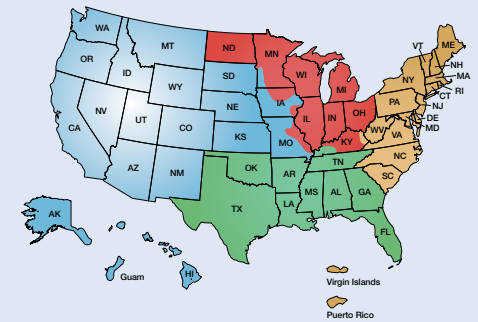 WA
MT
ND
MN
VT
ME
OR
ID
SD
WI
MI
NY
NH
MA
WY
RI
CT
NV
NE
IA
PA
NJ
UT
IL
IN
OH
DE
MD
CA
CO
KS
MO
KY
WV
VA
AZ
NM
OK
AR
TN
NC
SC
MS
AL
GA
TX
LA
AK
FL
Guam
HI
Virgin Islands
Puerto Rico